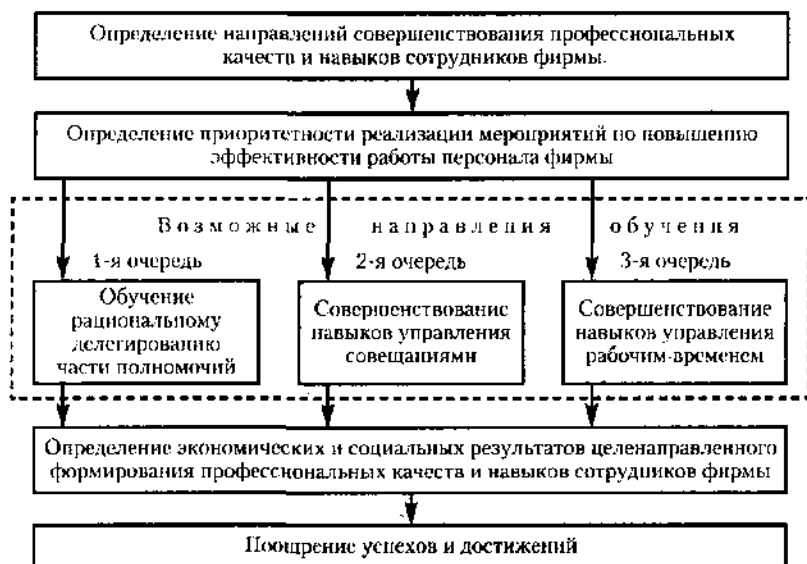 Определение направлений совершенствования профессиональных
качеств и навыков сотрудников фирмы.
Определение приоритетности реализации мероприятий по повышению
эффективности работы персонала фирмы
Возможные направления обучения
1-я очередь
2-я очередь
3-я очередь
Обучение
рациональному
делегированию
части полномочий
Совершенствование
навыков управления
совещаниями
Совершенствование
навыков управления
рабочим-временем
Определение экономических и социальных результатов целенаправленного
формирования профессиональных качеств и навыков сотрудников фирмы
Поощрение успехов и достижений